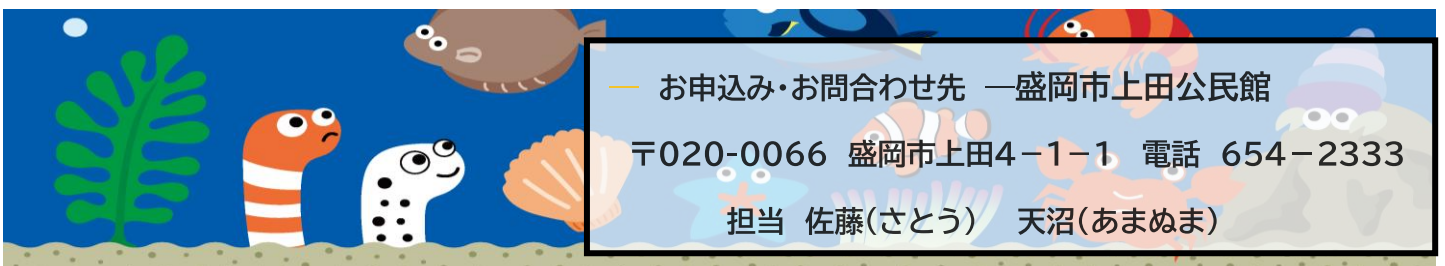 ― お申込み・お問合わせ先 ―盛岡市上田公民館
〒020-0066 盛岡市上田4－1－1 電話 654－2333
担当 佐藤（さとう） 天沼（あまぬま）